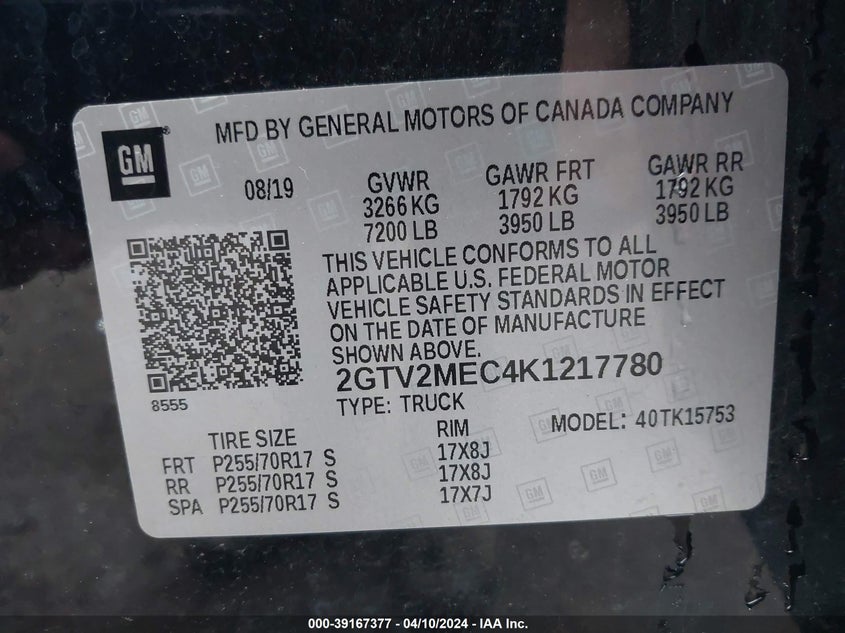 GM
MFD BY GENERAL MOTORS OF CANADA COMPANY
08/19
GVWR
3266 KG
7200 LB
GAWR FRT
1792 KG
3950 LB
GAWR RR
1792 KG
3950 LB
THIS VEHICLE CONFORMS TO ALL
APPLICABLE U.S. FEDERAL MOTOR
VEHICLE SAFETY STANDARDS IN EFFECT
ON THE DATE OF MANUFACTURE
SHOWN ABOVE.
8555
2GTV2MEC4K1217780
TYPE: TRUCK
MODEL: 40TK15753
TIRE SIZE
RIM
FRT P255/70R17 S 17X8J
RR P255/70R17 S 17X8J
SPA P255/70R17 S 17X7J
000-39167377 - 04/10/2024 - IAA Inc.